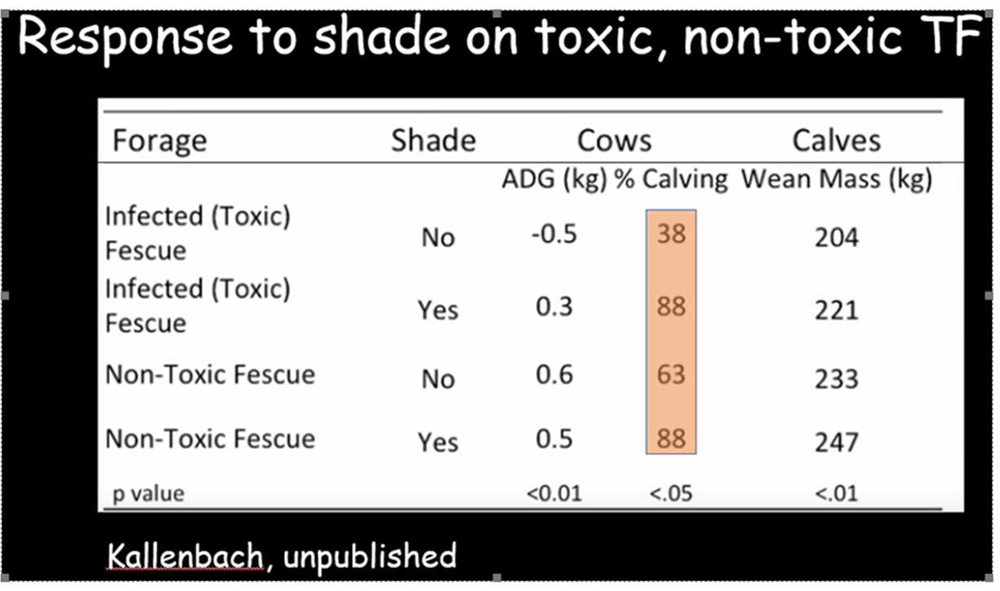 Response to shade on toxic, non-toxic TF
Forage Shade Cows Calves
ADG (kg) % Calving Wean Mass (kg)
Infected (Toxic)
Fescue No -0.5 38 204
Infected (Toxic)
Fescue Yes 0.3 88 221
Non-Toxic Fescue No 0.6 63 233
Non-Toxic Fescue Yes 0.5 88 247
p value <0.01 <.05 <.01
Kallenbach, unpublished